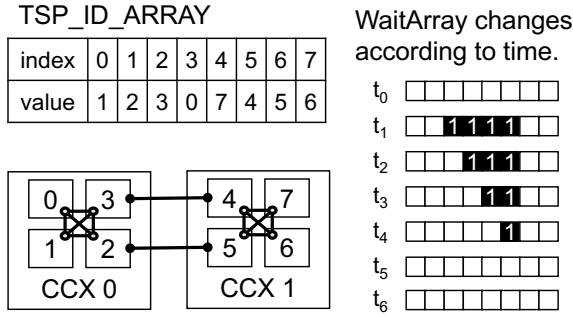 TSP_ID_ARRAY
index 0 1 2 3 4 5 6 7
value 1 2 3 0 7 4 5 6
0 3 4 7
1 2 5 6
CCX 0 CCX 1
WaitArray changes
according to time.
t0
t1 1 1 1 1
t2 1 1 1
t3 1 1
t4 1
t5
t6